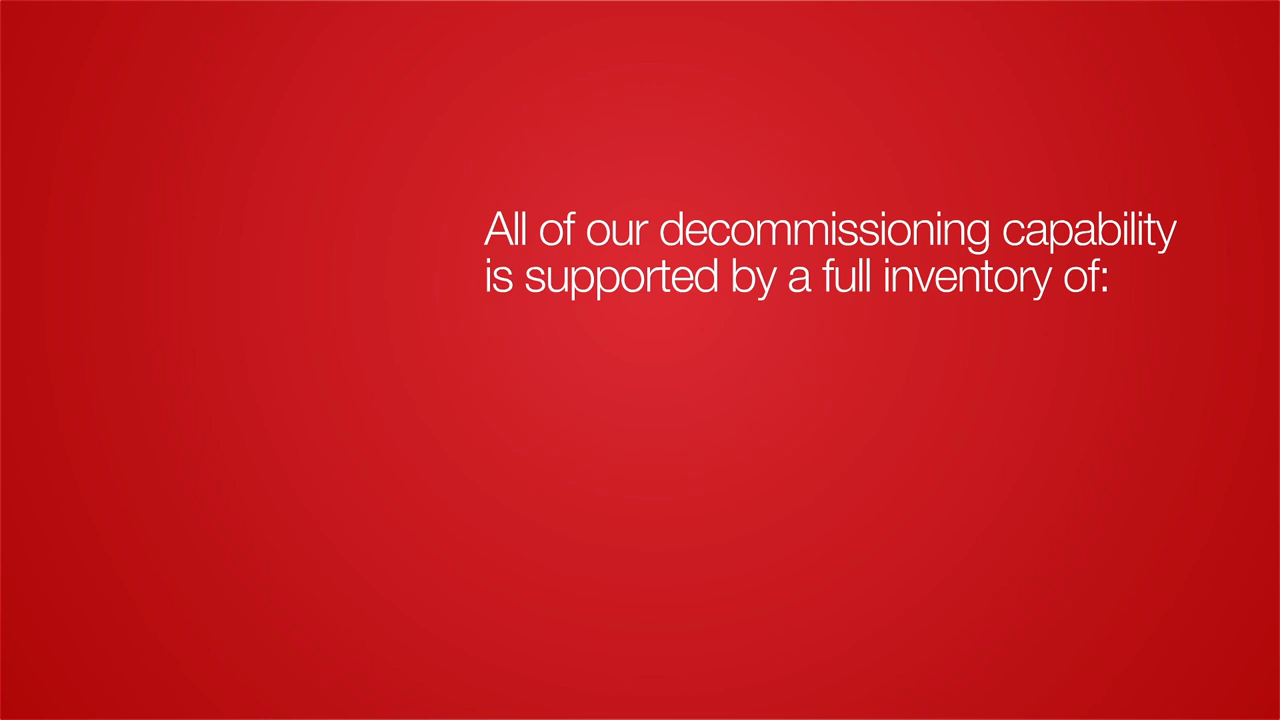 All of our decommissioning capability
is supported by a full inventory of: